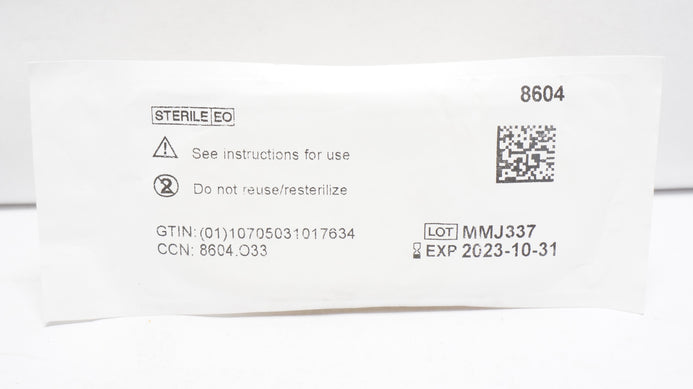 8604
STERILE EO
See instructions for use
Do not reuse/resterilize
GTIN: (01)10705031017634
CCN: 8604.O33
LOT MMJ337
EXP 2023-10-31